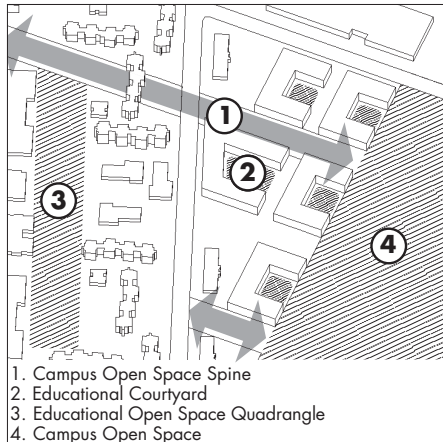 1
2
3
4
1. Campus Open Space Spine
2. Educational Courtyard
3. Educational Open Space Quadrangle
4. Campus Open Space